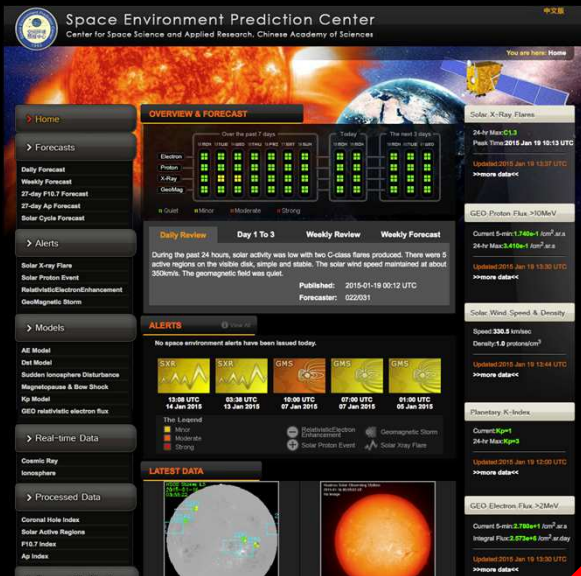 中文版
Space Environment Prediction Center
Center for Space Science and Applied Research, Chinese Academy of Sciences
You are here: Home
> Home
> Forecasts
Daily Forecast
Weekly Forecast
27-day F10.7 Forecast
27-day Ap Forecast
Solar Cycle Forecast
> Alerts
Solar X-ray Flare
Solar Proton Event
RelativisticElectronEnhancement
GeoMagnetic Storm
> Models
AE Model
Dst Model
Sudden Ionosphere Disturbance
Magnetopause & Bow Shock
Kp Model
GEO relativistic electron flux
> Real-time Data
Cosmic Ray
Ionosphere
> Processed Data
Coronal Hole Index
Solar Active Regions
F10.7 Index
Ap Index
OVERVIEW & FORECAST
Over the past 7 days
Today
The next 3 days
Electron
Proton
X-Ray
GeoMag
Quiet Minor Moderate Strong
Daily Review Day 1 To 3 Weekly Review Weekly Forecast
During the past 24 hours, solar activity was low with two C-class flares produced. There were 5
active regions on the visible disk, simple and stable. The solar wind speed maintained at about
350km/s. The geomagnetic field was quiet.
Published: 2015-01-19 00:12 UTC
Forecaster: 022/031
ALERTS
View All
No space environment alerts have been issued today.
SXR SXR GMS GMS GMS
13:08 UTC 03:38 UTC 10:00 UTC 07:00 UTC 01:00 UTC
14 Jan 2015 13 Jan 2015 07 Jan 2015 07 Jan 2015 05 Jan 2015
The Legend
Minor
Moderate
Strong
RelativisticElectron
Enhancement
Geomagnetic Storm
Solar Proton Event
Solar Xray Flare
LATEST DATA
Solar X-Ray Flares
24-hr Max:C1.3
Peak Time:2015 Jan 19 10:13 UTC
Updated:2015 Jan 19 13:37 UTC
>>more data<<
GEO Proton Flux >10MeV
Current 5-min:1.740e-1 /cm².sr.s
24-hr Max:3.410e-1 /cm².sr.s
Updated:2015 Jan 19 13:30 UTC
>>more data<<
Solar Wind Speed & Density
Speed:330.5 km/sec
Density:1.0 protons/cm³
Updated:2015 Jan 19 13:44 UTC
>>more data<<
Planetary K-Index
Current:Kp=1
24-hr Max:Kp=3
Updated:2015 Jan 19 12:00 UTC
>>more data<<
GEO Electron Flux >2MeV
Current 5-min:2.780e+1 /cm².sr.s
Integral Flux:2.573e+6 /cm².sr.day
Updated:2015 Jan 19 13:30 UTC
>>more data<<